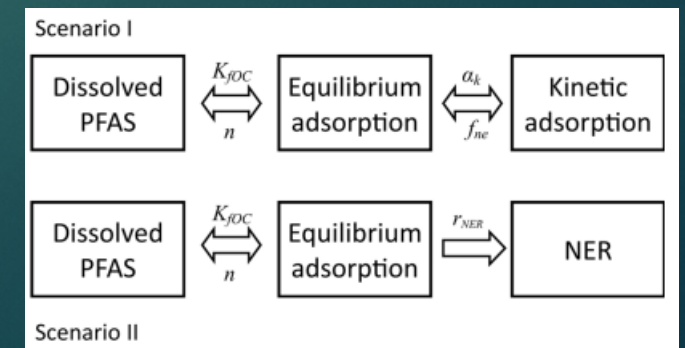 Scenario I
Dissolved
PFAS
K_fOC
n
Equilibrium
adsorption
α_k
f_ne
Kinetic
adsorption
Dissolved
PFAS
K_fOC
n
Equilibrium
adsorption
r_NER
NER
Scenario II